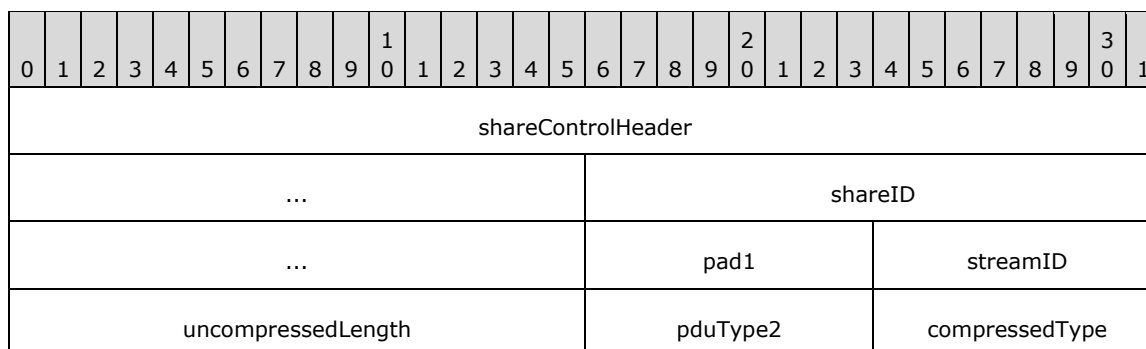 1 2 3
0 1 2 3 4 5 6 7 8 9 0 1 2 3 4 5 6 7 8 9 0 1 2 3 4 5 6 7 8 9 0 1
shareControlHeader
... shareID
... pad1 streamID
uncompressedLength pduType2 compressedType